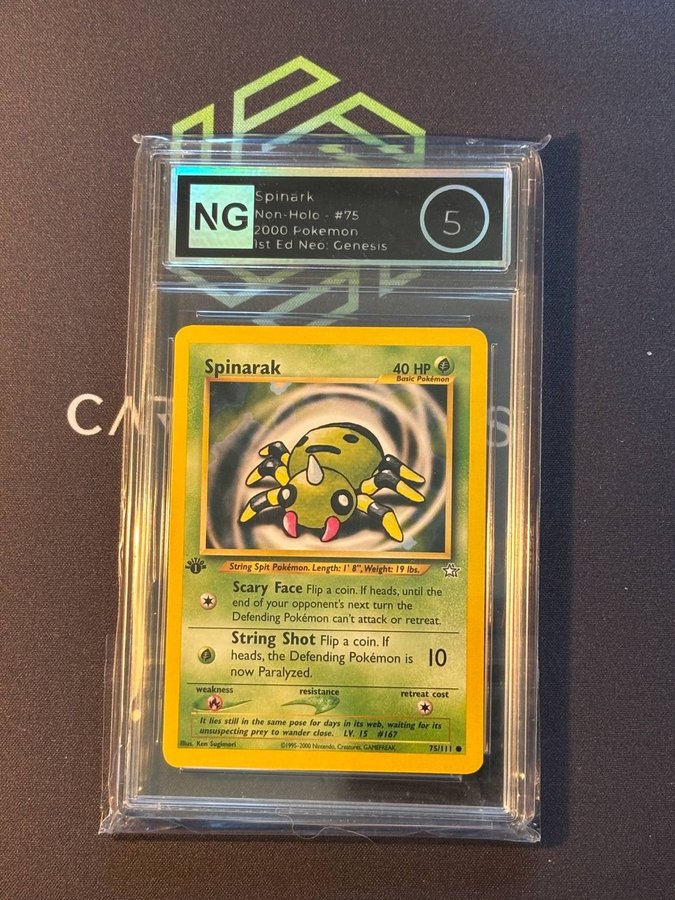 NG
Spinark
Non-Holo - #75
2000 Pokemon
1st Ed Neo: Genesis
5
CAR
S
Spinarak
40 HP
Basic Pokémon
EDITION
1
String Spit Pokémon. Length: 1' 8", Weight: 19 lbs.
Scary Face Flip a coin. If heads, until the
end of your opponent's next turn the
Defending Pokémon can't attack or retreat.
String Shot Flip a coin. If
heads, the Defending Pokémon is
now Paralyzed.
10
weakness
resistance
retreat cost
It lies still in the same pose for days in its web, waiting for its
unsuspecting prey to wander close. LV. 15 #167
Illus. Ken Sugimori
©1995-2000 Nintendo, Creatures, GAMEFREAK.
75/111